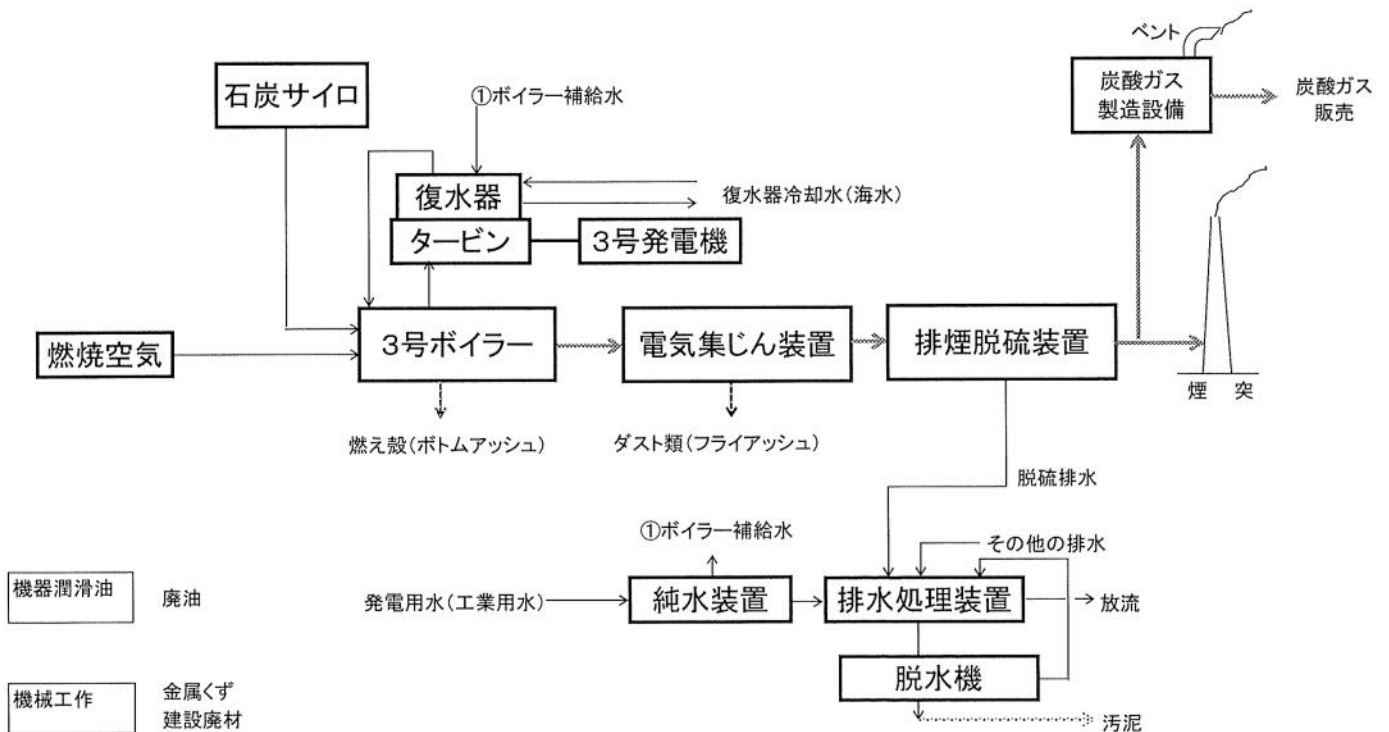 ベント
石炭サイロ
①ボイラー補給水
炭酸ガス
製造設備
炭酸ガス
販売
復水器
復水器冷却水(海水)
タービン
3号発電機
燃焼空気
3号ボイラー
電気集じん装置
排煙脱硫装置
煙 突
燃え殻(ボトムアッシュ)
ダスト類(フライアッシュ)
脱硫排水
①ボイラー補給水
その他の排水
機器潤滑油
廃油
発電用水(工業用水)
純水装置
排水処理装置
放流
脱水機
機械工作
金属くず
建設廃材
汚泥